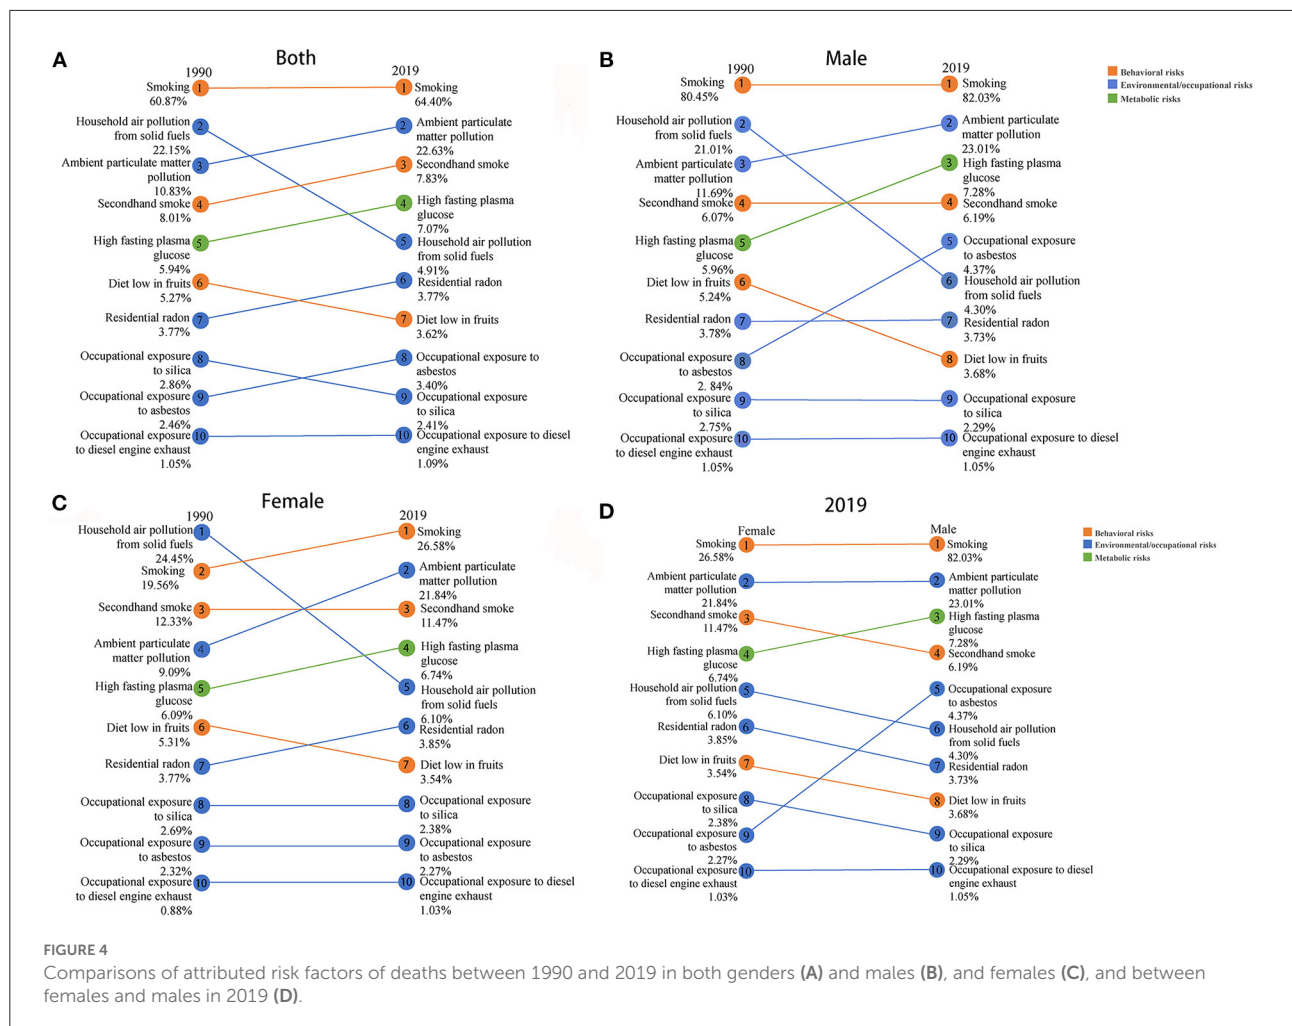 A
Both
1990
2019
Smoking
60.87%
1
1
Smoking
64.40%
Household air pollution
from solid fuels
22.15%
2
2
Ambient particulate
matter pollution
22.63%
Ambient particulate matter
pollution
10.83%
3
3
Secondhand smoke
7.83%
Secondhand smoke
8.01%
4
4
High fasting plasma
glucose
7.07%
High fasting plasma
glucose
5.94%
5
5
Household air pollution
from solid fuels
4.91%
Diet low in fruits
5.27%
6
6
Residential radon
3.77%
Residential radon
3.77%
7
7
Diet low in fruits
3.62%
Occupational exposure
to silica
2.86%
8
8
Occupational exposure to
asbestos
3.40%
Occupational exposure
to asbestos
2.46%
9
9
Occupational exposure
to silica
2.41%
Occupational exposure
to diesel engine exhaust
1.05%
10
10
Occupational exposure to diesel
engine exhaust
1.09%
B
Male
1990
2019
Smoking
80.45%
1
1
Smoking
82.03%
Household air pollution
from solid fuels
21.01%
2
2
Ambient particulate
matter pollution
23.01%
Ambient particulate
matter pollution
11.69%
3
3
High fasting plasma
glucose
7.28%
Secondhand smoke
6.07%
4
4
Secondhand smoke
6.19%
High fasting plasma
glucose
5.96%
5
5
Occupational exposure
to asbestos
4.37%
Diet low in fruits
5.24%
6
6
Household air pollution
from solid fuels
4.30%
Residential radon
3.78%
7
7
Residential radon
3.73%
Occupational exposure
to asbestos
2. 84%
8
8
Diet low in fruits
3.68%
Occupational exposure
to silica
2.75%
9
9
Occupational exposure
to silica
2.29%
Occupational exposure
to diesel engine exhaust
1.05%
10
10
Occupational exposure to diesel
engine exhaust
1.05%
Behavioral risks
Environmental/occupational risks
Metabolic risks
C
Female
1990
2019
Household air pollution
from solid fuels
24.45%
1
1
Smoking
26.58%
Smoking
19.56%
2
2
Ambient particulate
matter pollution
21.84%
Secondhand smoke
12.33%
3
3
Secondhand smoke
11.47%
Ambient particulate
matter pollution
9.09%
4
4
High fasting plasma
glucose
6.74%
High fasting plasma
glucose
6.09%
5
5
Household air pollution
from solid fuels
6.10%
Diet low in fruits
5.31%
6
6
Residential radon
3.85%
Residential radon
3.77%
7
7
Diet low in fruits
3.54%
Occupational exposure
to silica
2.69%
8
8
Occupational exposure
to silica
2.38%
Occupational exposure
to asbestos
2.32%
9
9
Occupational exposure
to asbestos
2.27%
Occupational exposure
to diesel engine exhaust
0.88%
10
10
Occupational exposure to diesel
engine exhaust
1.03%
D
2019
Female
Male
Smoking
26.58%
1
1
Smoking
82.03%
Ambient particulate
matter pollution
21.84%
2
2
Ambient particulate
matter pollution
23.01%
Secondhand smoke
11.47%
3
3
High fasting plasma
glucose
7.28%
High fasting plasma
glucose
6.74%
4
4
Secondhand smoke
6.19%
Household air pollution
from solid fuels
6.10%
5
5
Occupational exposure
to asbestos
4.37%
Residential radon
3.85%
6
6
Household air pollution
from solid fuels
4.30%
Diet low in fruits
3.54%
7
7
Residential radon
3.73%
Occupational exposure
to silica
2.38%
8
8
Diet low in fruits
3.68%
Occupational exposure
to asbestos
2.27%
9
9
Occupational exposure
to silica
2.29%
Occupational exposure
to diesel engine exhaust
1.03%
10
10
Occupational exposure to diesel
engine exhaust
1.05%
Behavioral risks
Environmental/occupational risks
Metabolic risks
FIGURE 4
Comparisons of attributed risk factors of deaths between 1990 and 2019 in both genders (A) and males (B), and females (C), and between
females and males in 2019 (D).